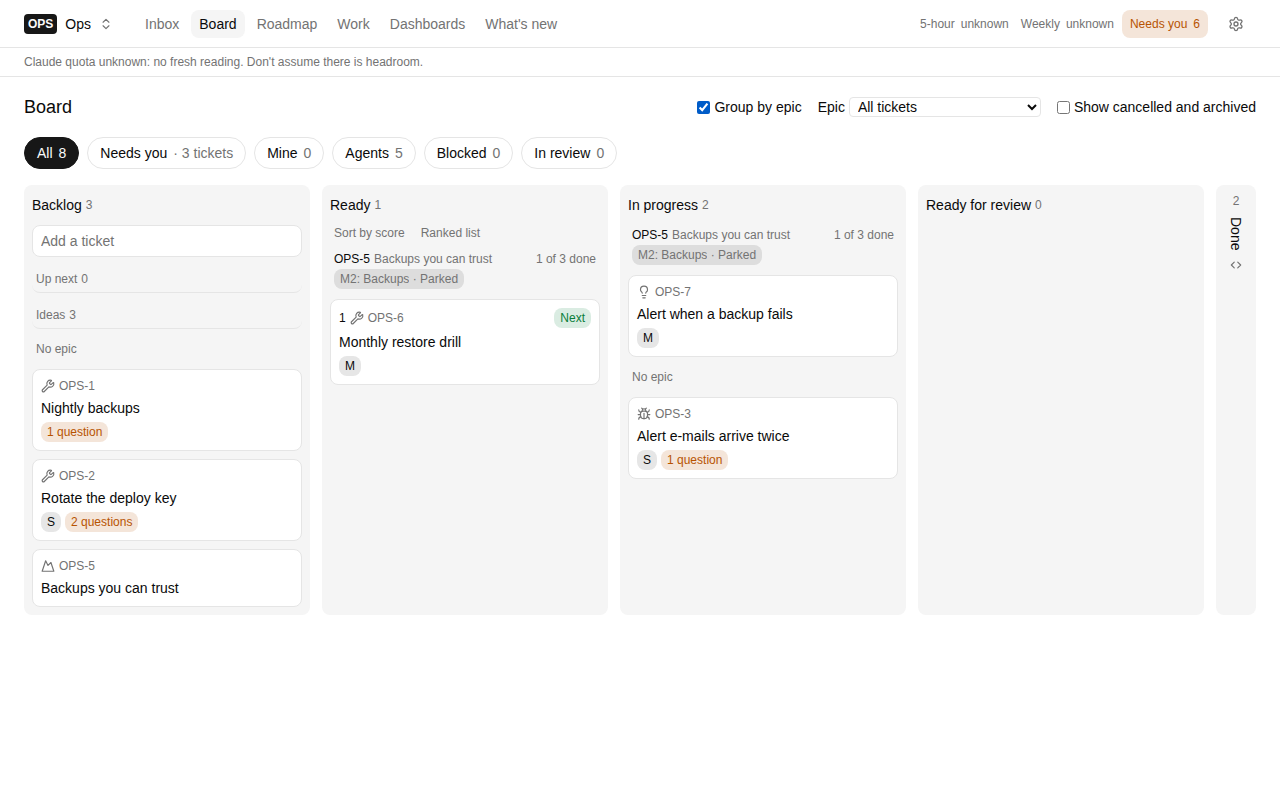 OPS Ops Inbox Board Roadmap Work Dashboards What's new 5-hour unknown Weekly unknown Needs you 6
Claude quota unknown: no fresh reading. Don't assume there is headroom.
Board Group by epic Epic All tickets Show cancelled and archived
All 8 Needs you · 3 tickets Mine 0 Agents 5 Blocked 0 In review 0
Backlog 3
Add a ticket
Up next 0
Ideas 3
No epic
OPS-1
Nightly backups
1 question
OPS-2
Rotate the deploy key
S 2 questions
OPS-5
Backups you can trust
Ready 1
Sort by score Ranked list
OPS-5 Backups you can trust 1 of 3 done
M2: Backups · Parked
1 OPS-6 Next
Monthly restore drill
M
In progress 2
OPS-5 Backups you can trust 1 of 3 done
M2: Backups · Parked
OPS-7
Alert when a backup fails
M
No epic
OPS-3
Alert e-mails arrive twice
S 1 question
Ready for review 0
2
Done